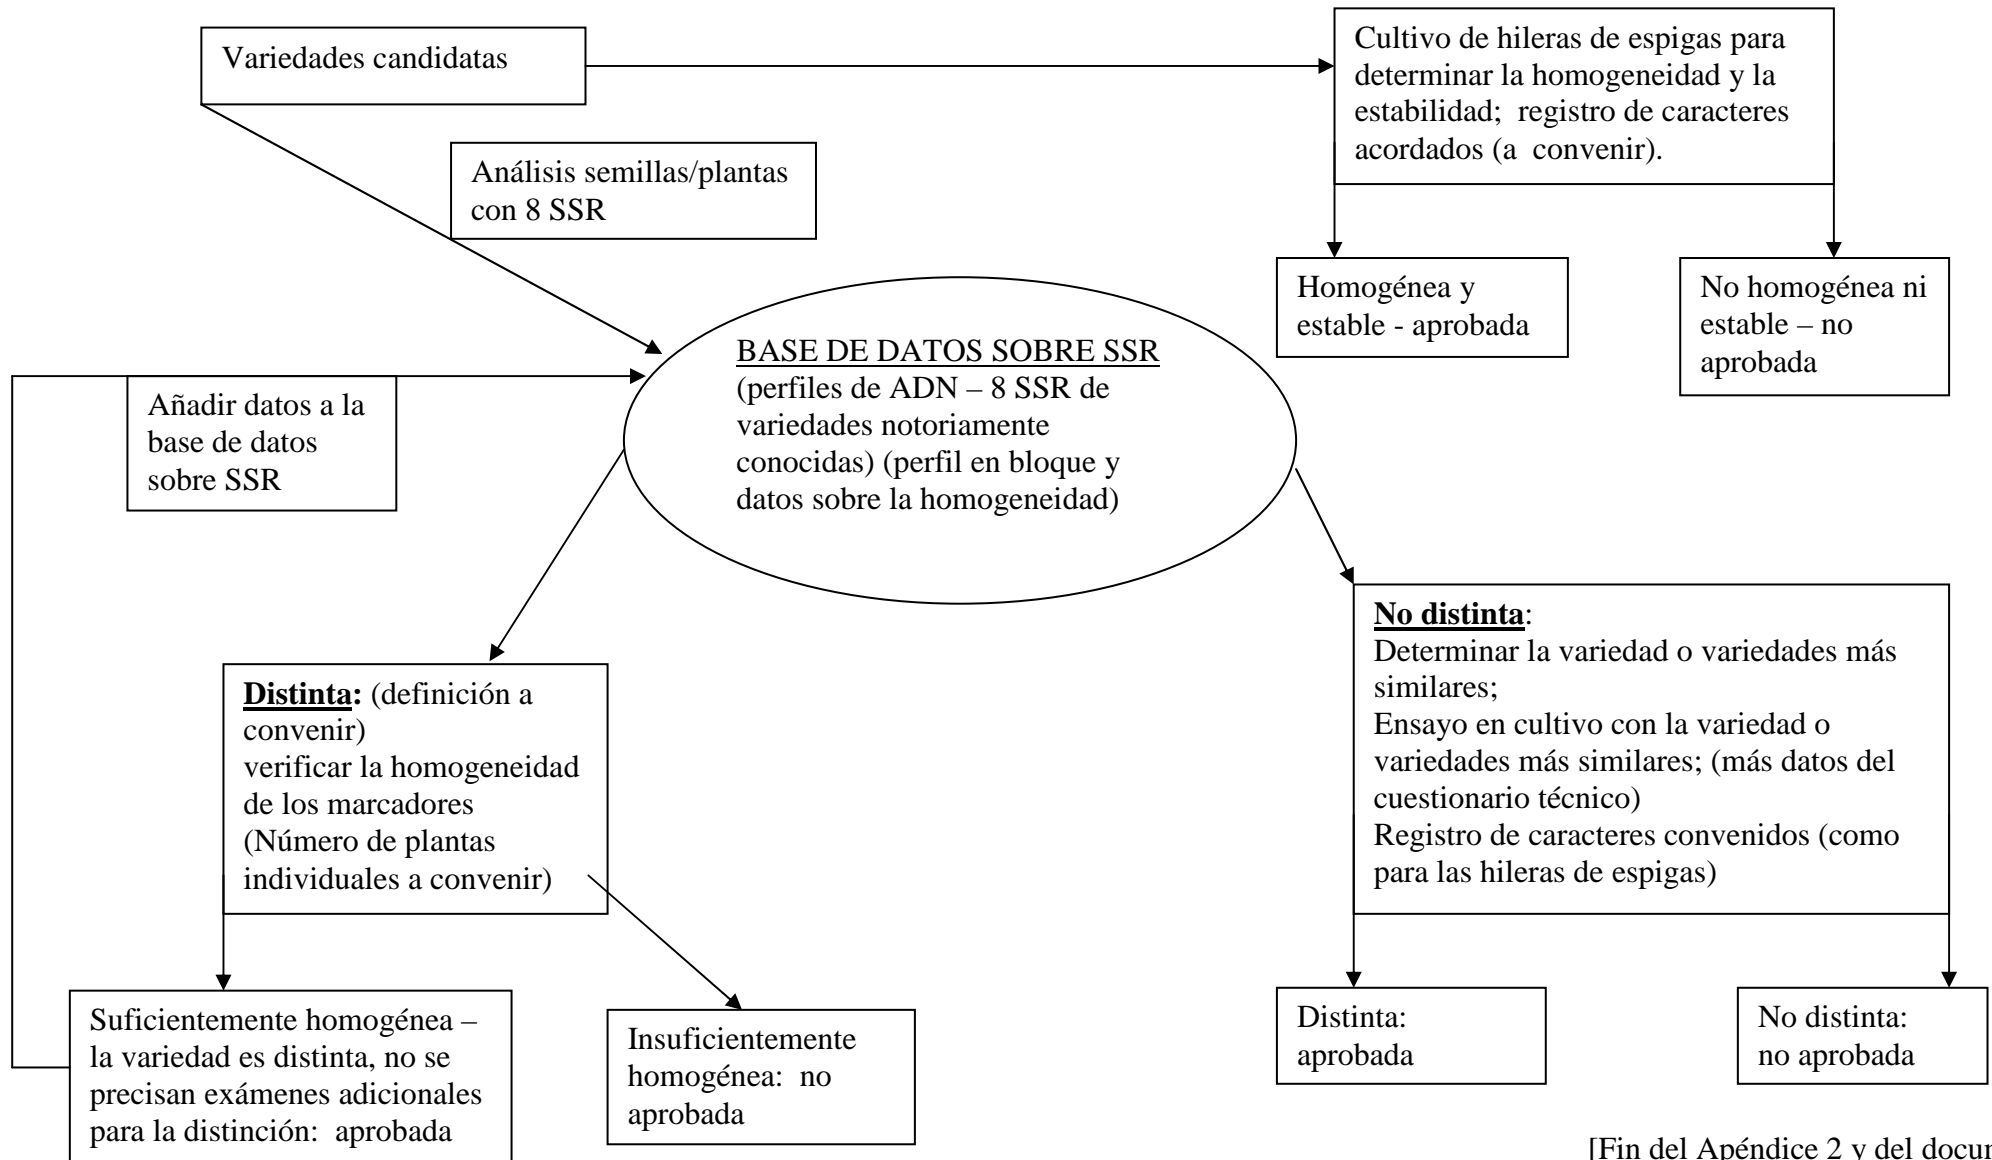 Variedades candidatas
Cultivo de hileras de espigas para
determinar la homogeneidad y la
estabilidad;  registro de caracteres
acordados (a  convenir).
Análisis semillas/plantas
con 8 SSR
Homogénea y
estable - aprobada
No homogénea ni
estable – no
aprobada
BASE DE DATOS SOBRE SSR
(perfiles de ADN – 8 SSR de
variedades notoriamente
conocidas) (perfil en bloque y
datos sobre la homogeneidad)
Añadir datos a la
base de datos
sobre SSR
Distinta: (definición a
convenir)
verificar la homogeneidad
de los marcadores
(Número de plantas
individuales a convenir)
No distinta:
Determinar la variedad o variedades más
similares;
Ensayo en cultivo con la variedad o
variedades más similares; (más datos del
cuestionario técnico)
Registro de caracteres convenidos (como
para las hileras de espigas)
Suficientemente homogénea –
la variedad es distinta, no se
precisan exámenes adicionales
para la distinción:  aprobada
Insuficientemente
homogénea:  no
aprobada
Distinta:
aprobada
No distinta:
no aprobada
[Fin del Apéndice 2 y del